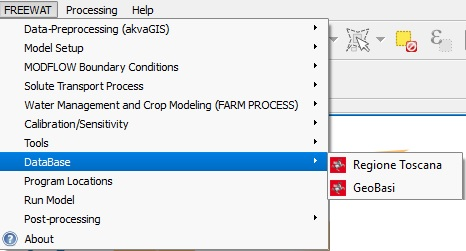 FREEWAT Processing Help
Data-Preprocessing (akvaGIS)
Model Setup
MODFLOW Boundary Conditions
Solute Transport Process
Water Management and Crop Modeling (FARM PROCESS)
Calibration/Sensitivity
Tools
DataBase
Regione Toscana
GeoBasi
Program Locations
Run Model
Post-processing
About